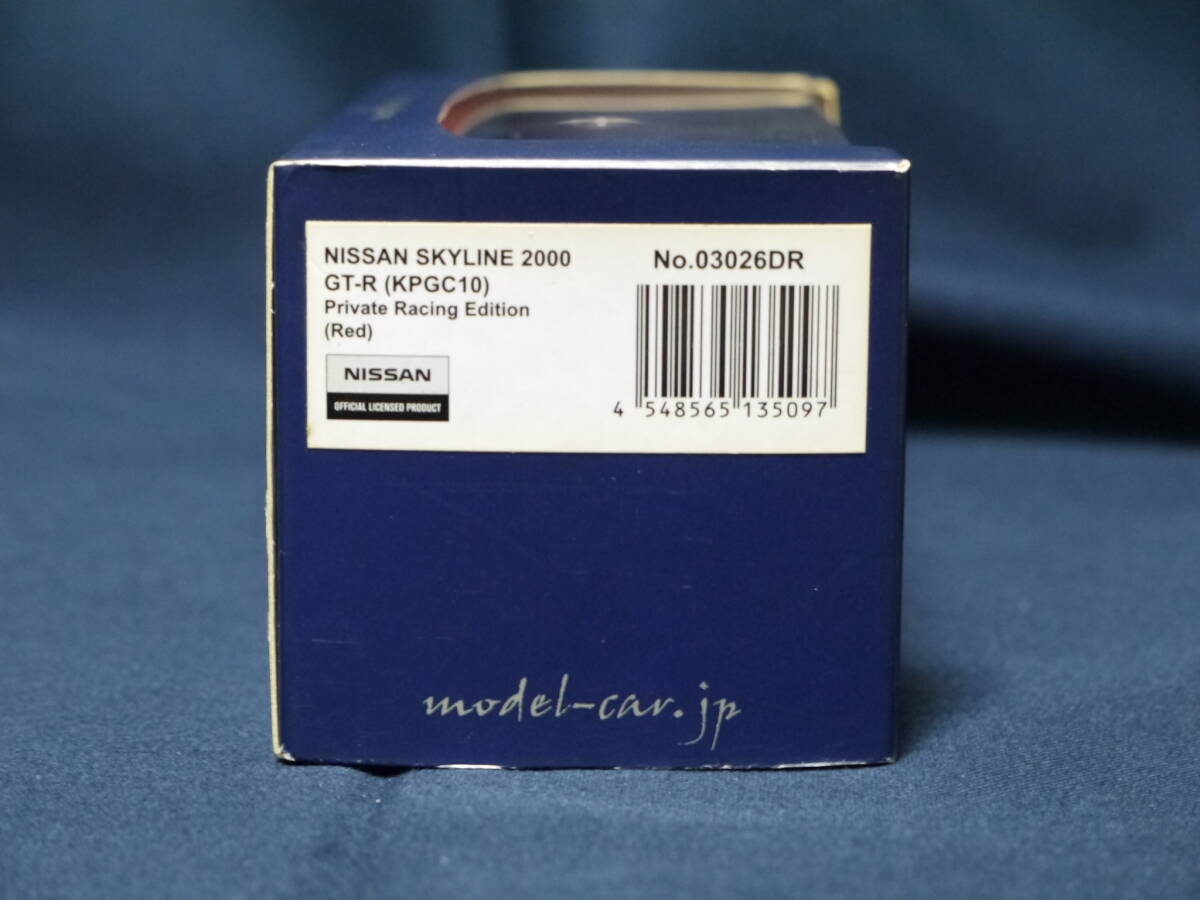 NISSAN SKYLINE 2000
GT-R (KPGC10)
Private Racing Edition
(Red)
NISSAN
OFFICIAL LICENSED PRODUCT
No.03026DR
4 548565 135097
model-car.jp